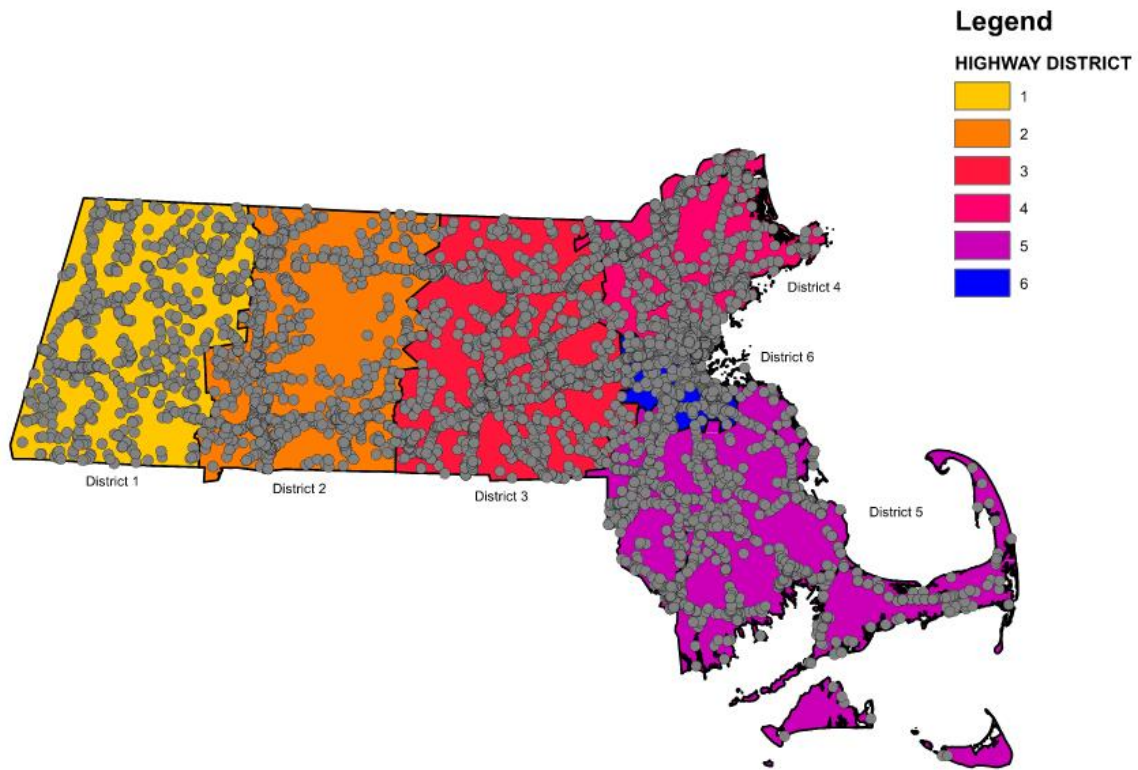 Legend
HIGHWAY DISTRICT
1
2
3
4
5
6
District 4
District 6
District 1
District 2
District 3
District 5